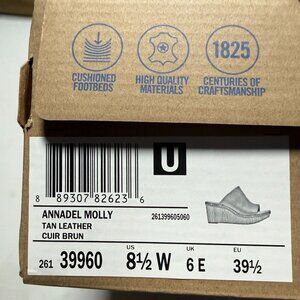 1825
CUSHIONED
FOOTBEDS
HIGH QUALITY
MATERIALS
CENTURIES OF
CRAFTSMANSHIP
U
8 89307 82623 6
ANNADEL MOLLY
261399605060
TAN LEATHER
CUIR BRUN
US
UK
EU
261 39960
8½ W
6 E
39½